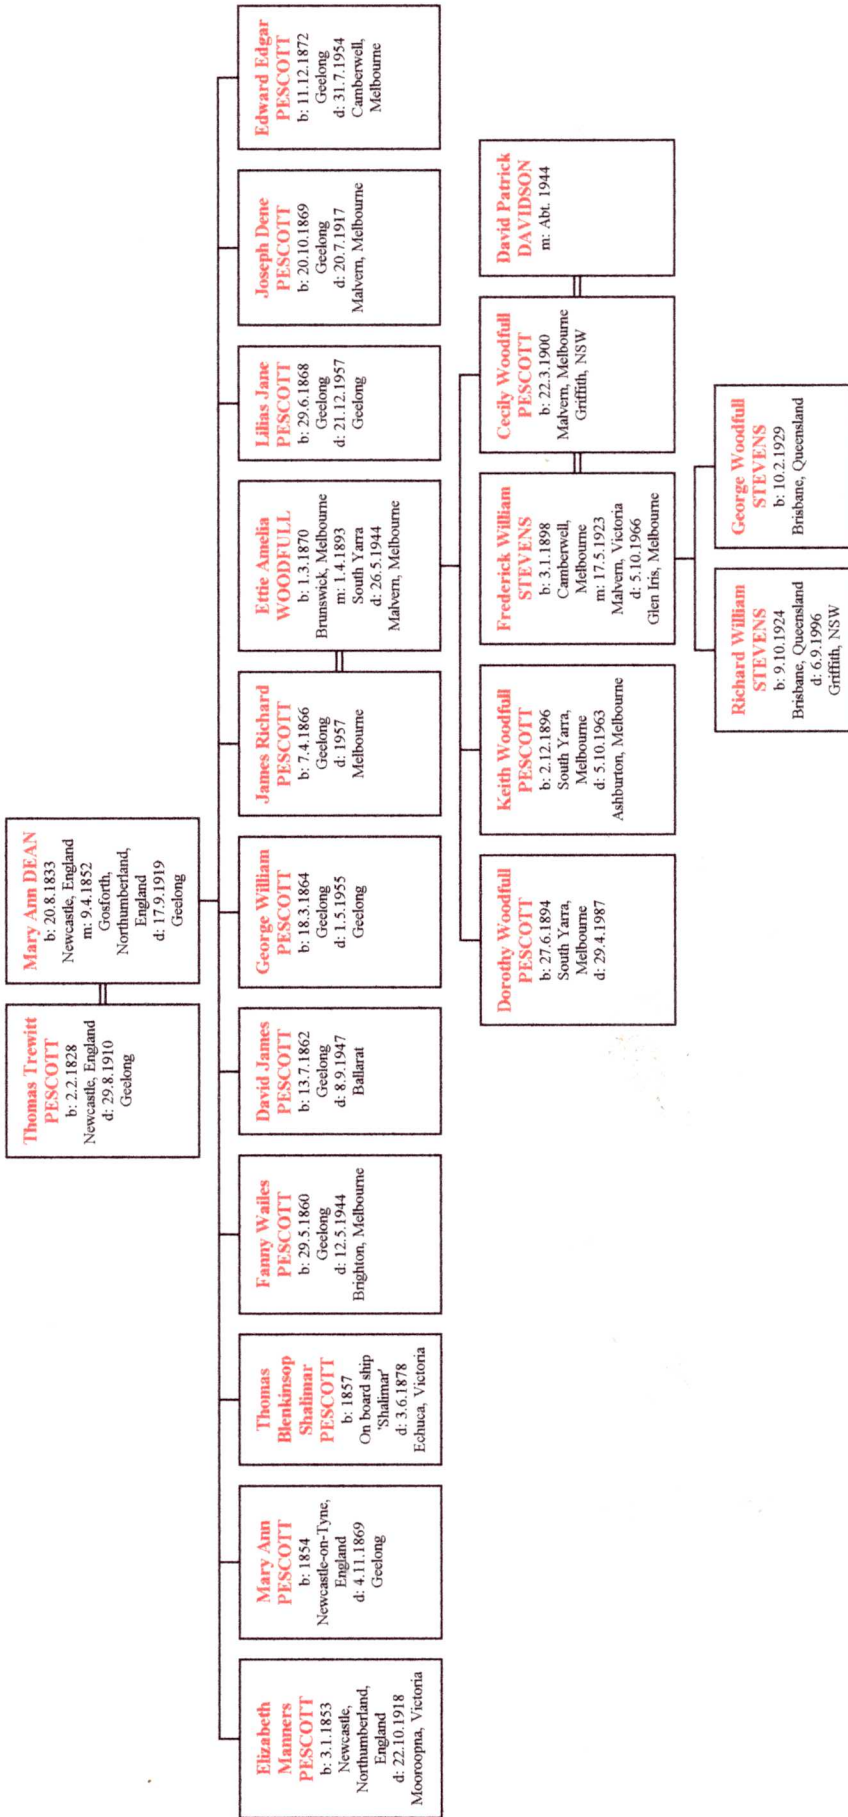 Thomas Trewitt
PESCOTT
b: 2.2.1828
Newcastle, England
d: 29.8.1910
Geelong
Mary Ann DEAN
b: 20.8.1833
Newcastle, England
m: 9.4.1852
Gosforth,
Northumberland,
England
d: 17.9.1919
Geelong
Elizabeth
Manners
PESCOTT
b: 3.1.1853
Newcastle,
Northumberland,
England
d: 22.10.1918
Mooroopna, Victoria
Mary Ann
PESCOTT
b: 1854
Newcastle-on-Tyne,
England
d: 4.11.1869
Geelong
Thomas
Blenkinsop
Shalimar
PESCOTT
b: 1857
On board ship
'Shalimar'
d: 3.6.1878
Echuca, Victoria
Fanny Wailes
PESCOTT
b: 29.5.1860
Geelong
d: 12.5.1944
Brighton, Melbourne
David James
PESCOTT
b: 13.7.1862
Geelong
d: 8.9.1947
Ballarat
George William
PESCOTT
b: 18.3.1864
Geelong
d: 1.5.1955
Geelong
James Richard
PESCOTT
b: 7.4.1866
Geelong
d: 1957
Melbourne
Ettie Amelia
WOODFULL
b: 1.3.1870
Brunswick, Melbourne
m: 1.4.1893
South Yarra
d: 26.5.1944
Malvern, Melbourne
Lilias Jane
PESCOTT
b: 29.6.1868
Geelong
d: 21.12.1957
Geelong
Joseph Dene
PESCOTT
b: 20.10.1869
Geelong
d: 20.7.1917
Malvern, Melbourne
Edward Edgar
PESCOTT
b: 11.12.1872
Geelong
d: 31.7.1954
Camberwell,
Melbourne
Dorothy Woodfull
PESCOTT
b: 27.6.1894
South Yarra,
Melbourne
d: 29.4.1987
Keith Woodfull
PESCOTT
b: 2.12.1896
South Yarra,
Melbourne
d: 5.10.1963
Ashburton, Melbourne
Frederick William
STEVENS
b: 3.1.1898
Camberwell,
Melbourne
m: 17.5.1923
Malvern, Victoria
d: 5.10.1966
Glen Iris, Melbourne
Cecily Woodfull
PESCOTT
b: 22.3.1900
Malvern, Melbourne
Griffith, NSW
David Patrick
DAVIDSON
m: Abt. 1944
Richard William
STEVENS
b: 9.10.1924
Brisbane, Queensland
d: 6.9.1996
Griffith, NSW
George Woodfull
STEVENS
b: 10.2.1929
Brisbane, Queensland